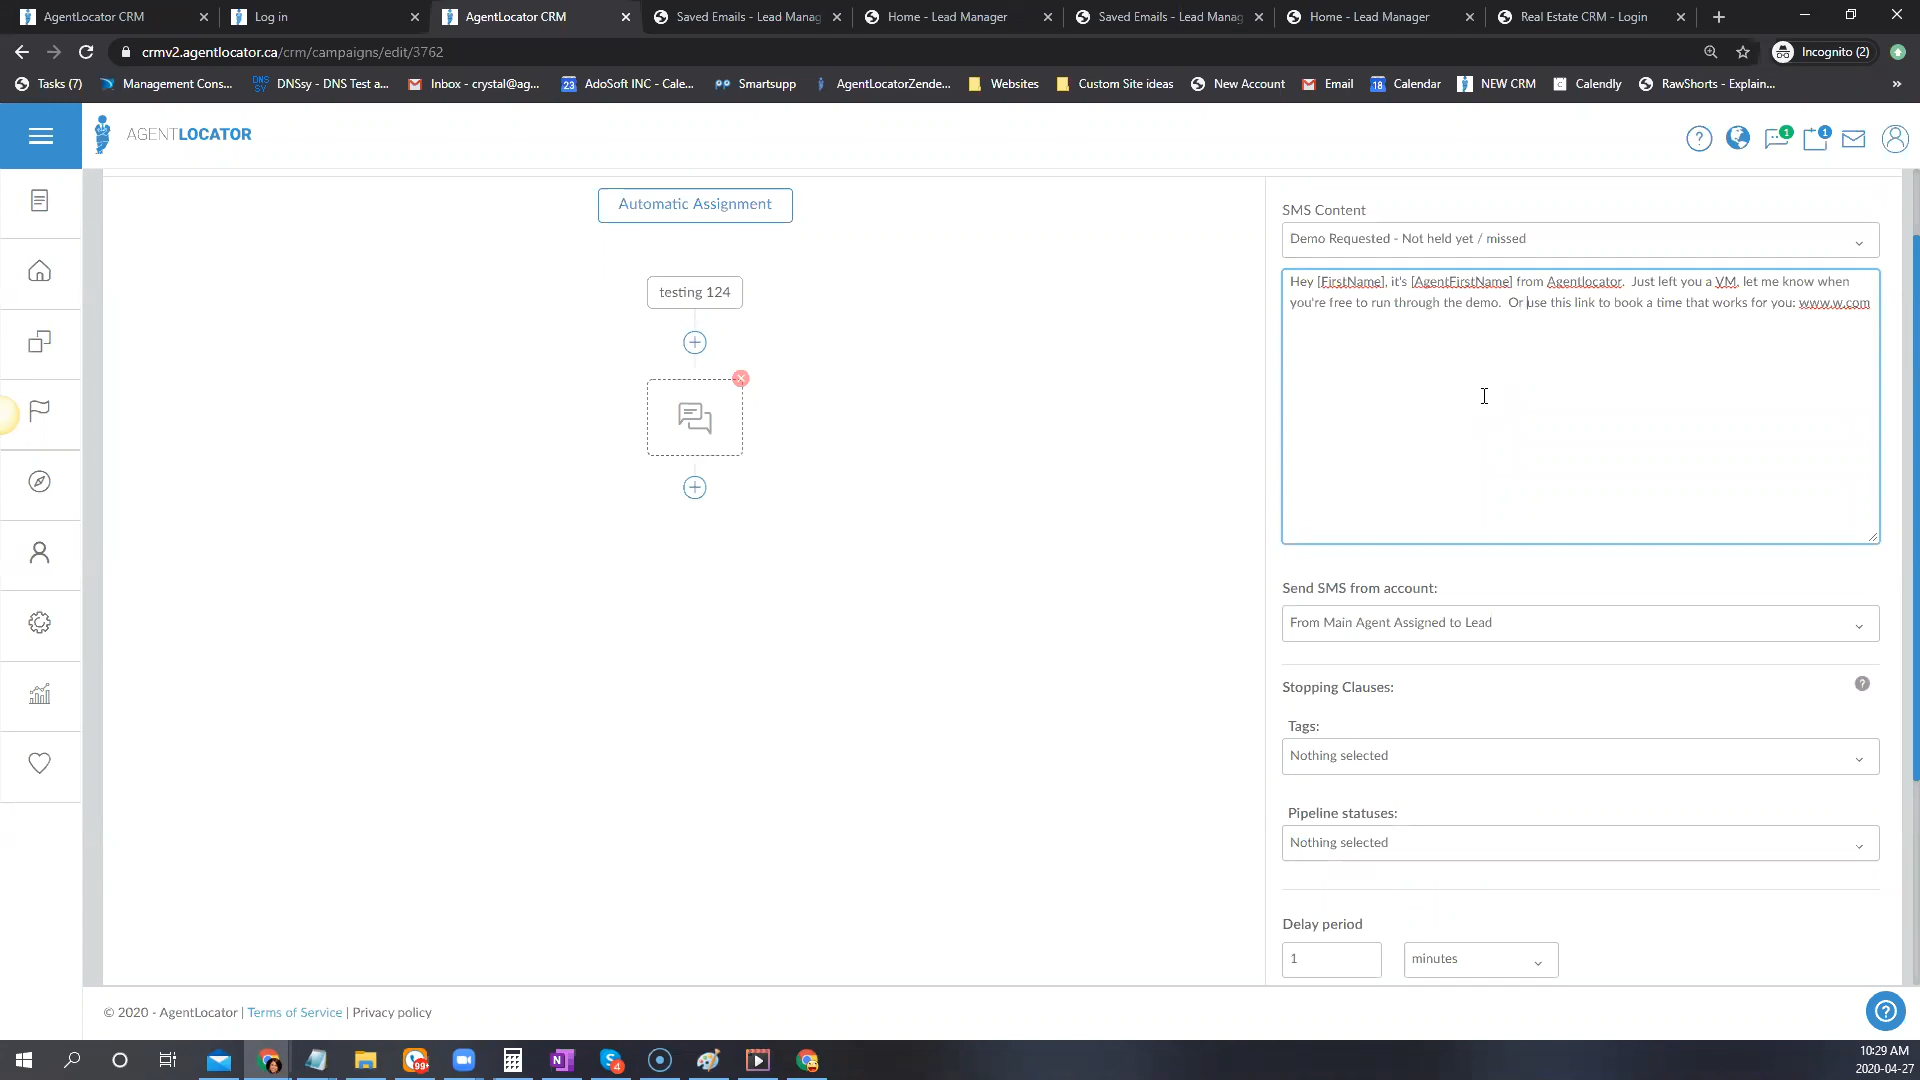 AgentLocator CRM
Log in
AgentLocator CRM
Saved Emails - Lead Manag
Home - Lead Manager
Saved Emails - Lead Manag
Home - Lead Manager
Real Estate CRM - Login
crmv2.agentlocator.ca/crm/campaigns/edit/3762
Incognito (2)
Tasks (7)
Management Cons...
DNSsy - DNS Test a...
Inbox - crystal@ag...
23
AdoSoft INC - Cale...
Smartsupp
AgentLocatorZende...
Websites
Custom Site ideas
New Account
Email
18
Calendar
NEW CRM
Calendly
RawShorts - Explain...
»
AGENTLOCATOR
?
1
1
Automatic Assignment
testing 124
SMS Content
Demo Requested - Not held yet / missed
Hey [FirstName], it's [AgentFirstName] from Agentlocator.  Just left you a VM, let me know when
you're free to run through the demo.  Or use this link to book a time that works for you: www.w.com
Send SMS from account:
From Main Agent Assigned to Lead
Stopping Clauses:
?
Tags:
Nothing selected
Pipeline statuses:
Nothing selected
Delay period
1
minutes
© 2020 - AgentLocator | Terms of Service | Privacy policy
?
99+
4
10:29 AM
2020-04-27